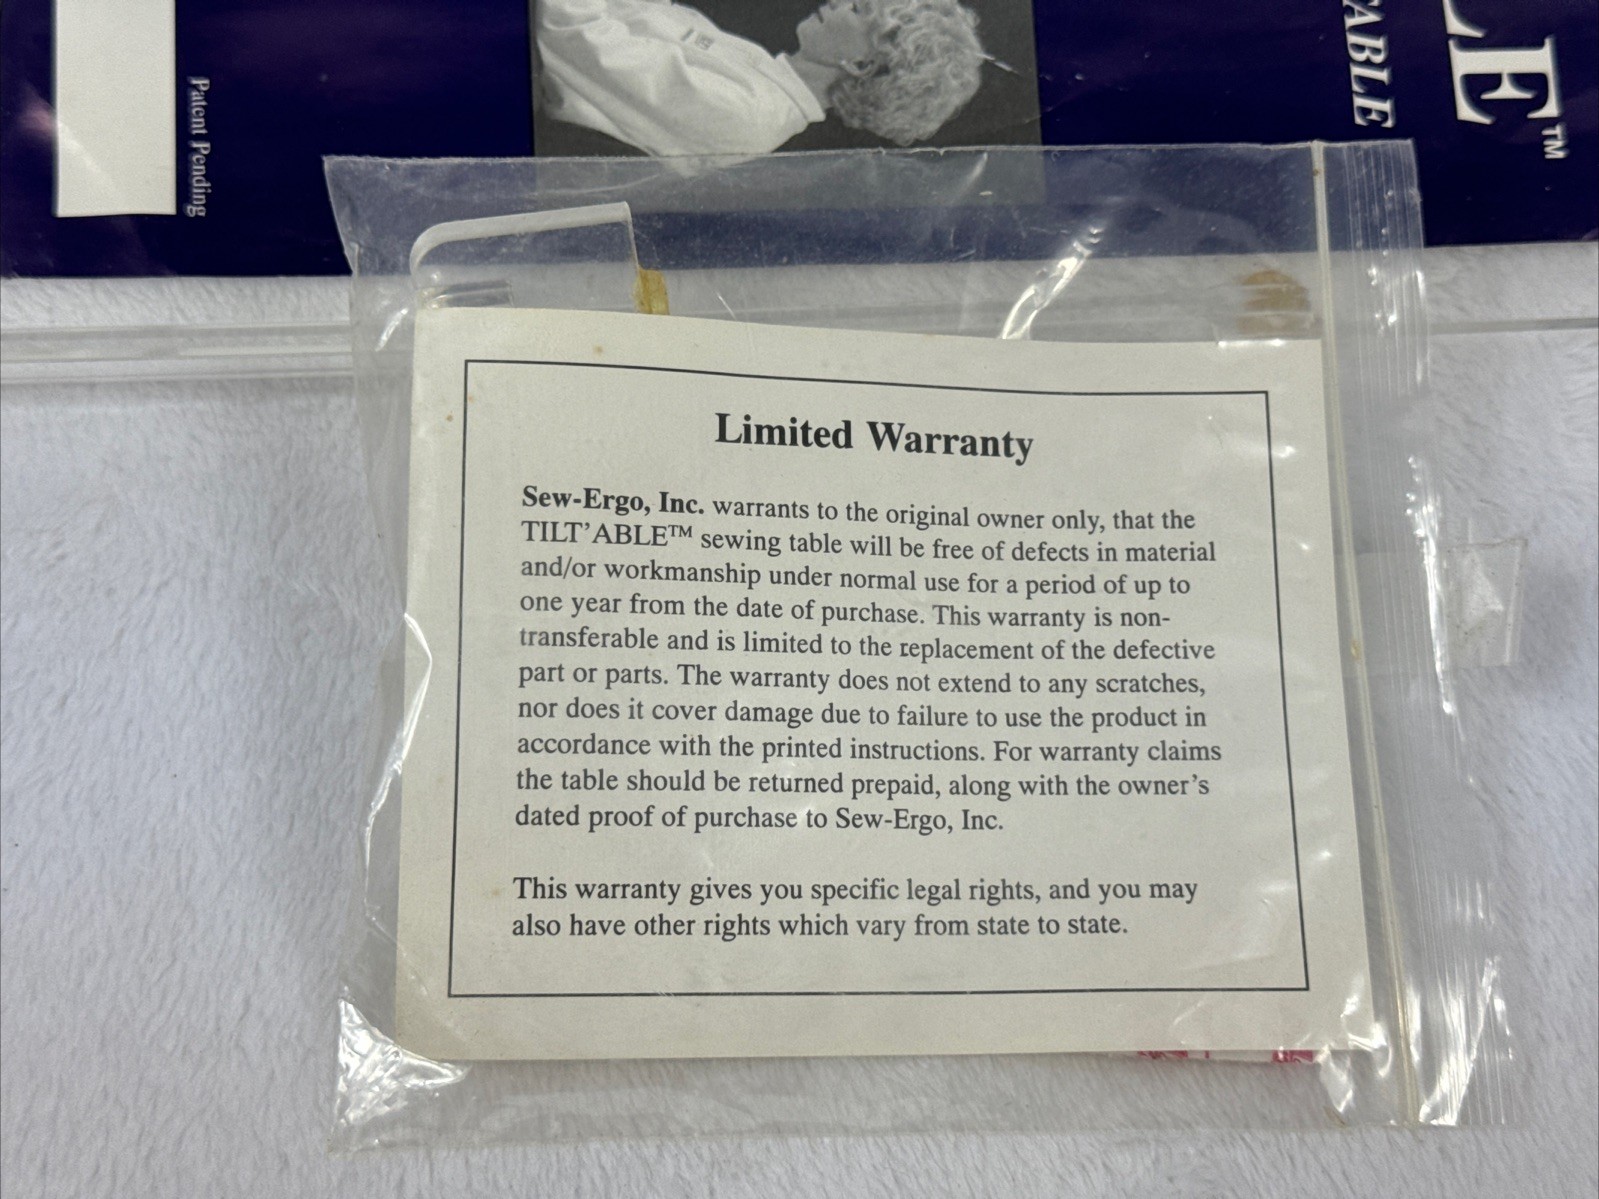 Patent Pending
TABLE
LE™
Limited Warranty
Sew-Ergo, Inc. warrants to the original owner only, that the
TILT'ABLE™ sewing table will be free of defects in material
and/or workmanship under normal use for a period of up to
one year from the date of purchase. This warranty is non-
transferable and is limited to the replacement of the defective
part or parts. The warranty does not extend to any scratches,
nor does it cover damage due to failure to use the product in
accordance with the printed instructions. For warranty claims
the table should be returned prepaid, along with the owner's
dated proof of purchase to Sew-Ergo, Inc.
This warranty gives you specific legal rights, and you may
also have other rights which vary from state to state.